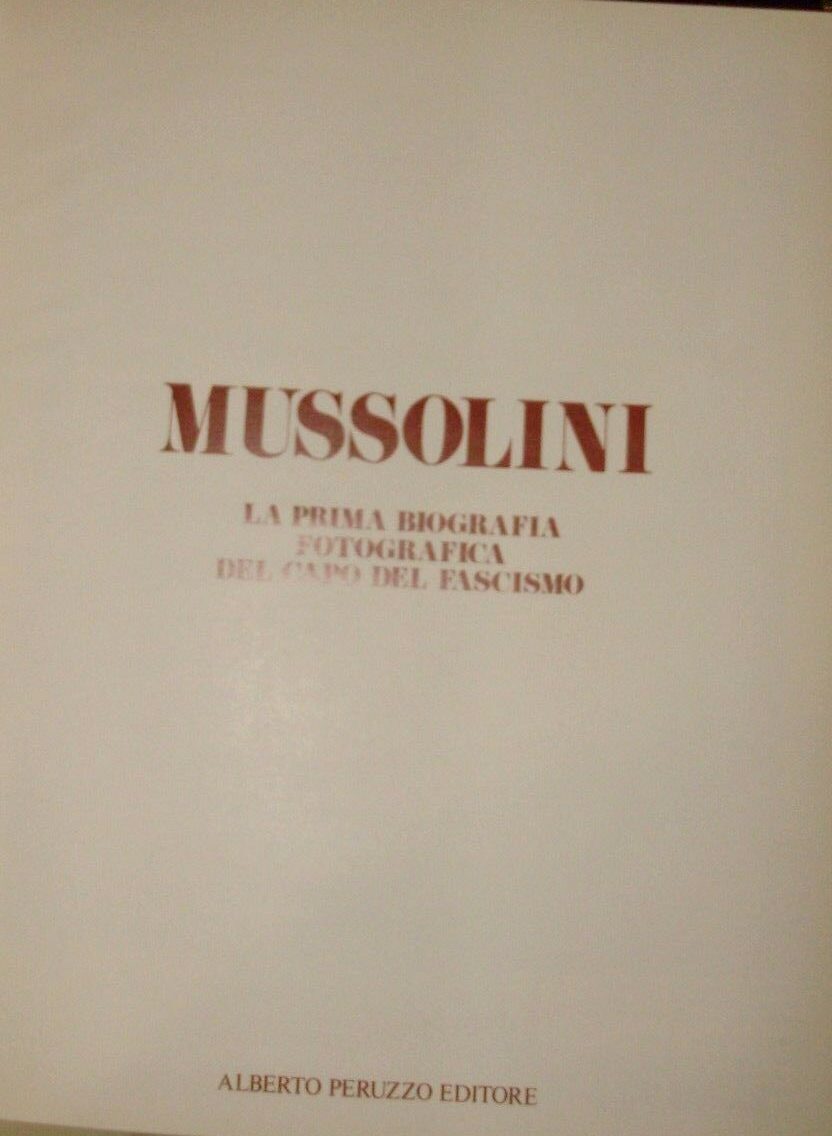 MUSSOLINI
LA PRIMA BIOGRAFIA
FOTOGRAFICA
DEL CAPO DEL FASCISMO
ALBERTO PERUZZO EDITORE